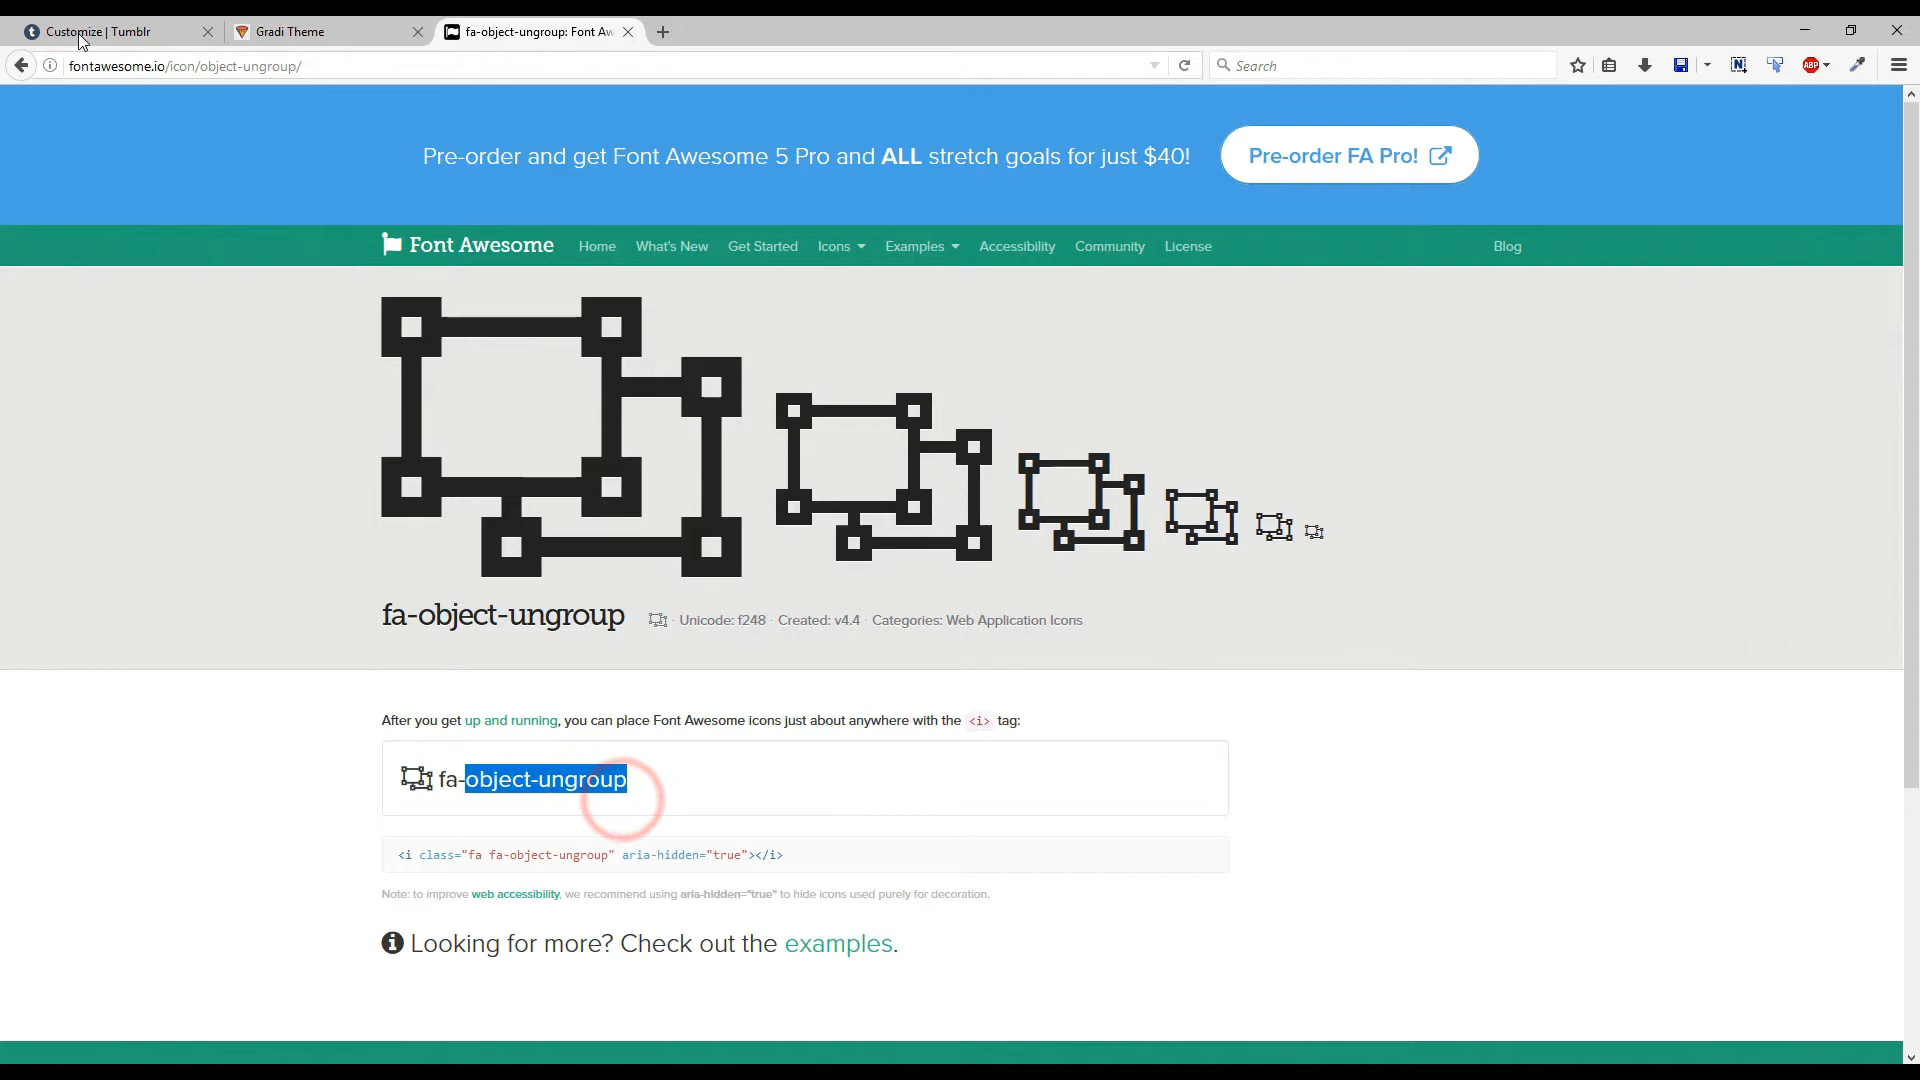 Customize | Tumblr
Gradi Theme
fa-object-ungroup: Font Aw
fontawesome.io/icon/object-ungroup/
Search
ABP
Pre-order and get Font Awesome 5 Pro and ALL stretch goals for just $40!
Pre-order FA Pro!
Font Awesome
Home
What's New
Get Started
Icons
Examples
Accessibility
Community
License
Blog
fa-object-ungroup
· Unicode: f248 · Created: v4.4 · Categories: Web Application Icons
After you get up and running, you can place Font Awesome icons just about anywhere with the <i> tag:
fa-object-ungroup
<i class="fa fa-object-ungroup" aria-hidden="true"></i>
Note: to improve web accessibility, we recommend using aria-hidden="true" to hide icons used purely for decoration.
Looking for more? Check out the examples.